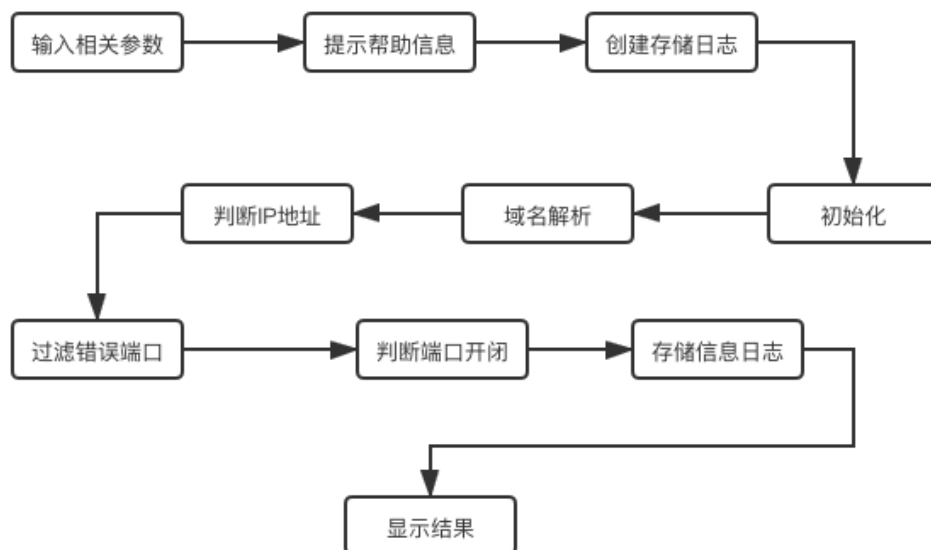 输入相关参数
提示帮助信息
创建存储日志
初始化
域名解析
判断IP地址
过滤错误端口
判断端口开闭
存储信息日志
显示结果